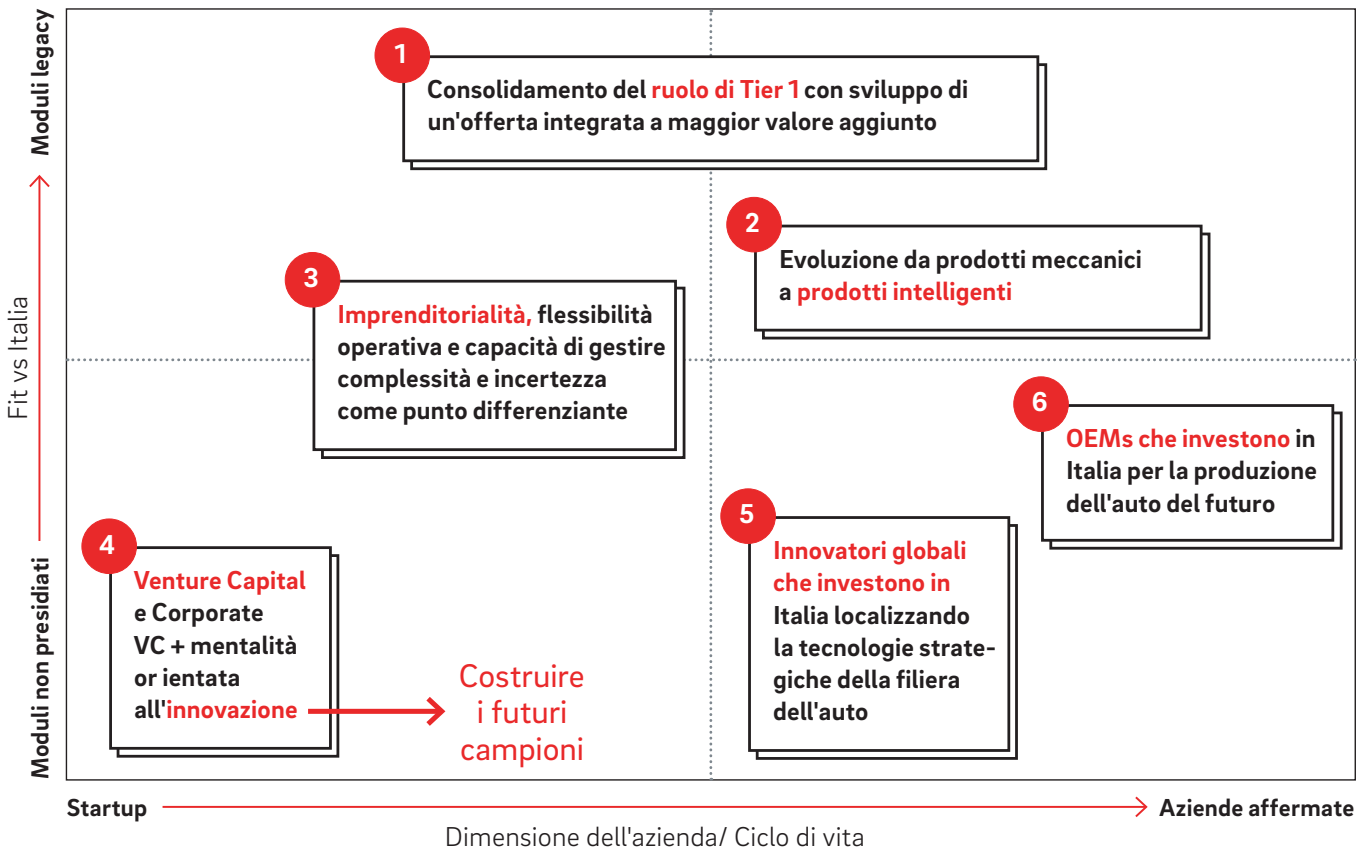 Moduli legacy
Fit vs Italia
Moduli non presidiati
1
Consolidamento del ruolo di Tier 1 con sviluppo di
un'offerta integrata a maggior valore aggiunto
2
Evoluzione da prodotti meccanici
a prodotti intelligenti
3
Imprenditorialità, flessibilità
operativa e capacità di gestire
complessità e incertezza
come punto differenziante
4
Venture Capital
e Corporate
VC + mentalità
or ientata
all'innovazione
Costruire
i futuri
campioni
5
Innovatori globali
che investono in
Italia localizzando
la tecnologie strate-
giche della filiera
dell'auto
6
OEMs che investono in
Italia per la produzione
dell'auto del futuro
Startup
Aziende affermate
Dimensione dell'azienda/ Ciclo di vita